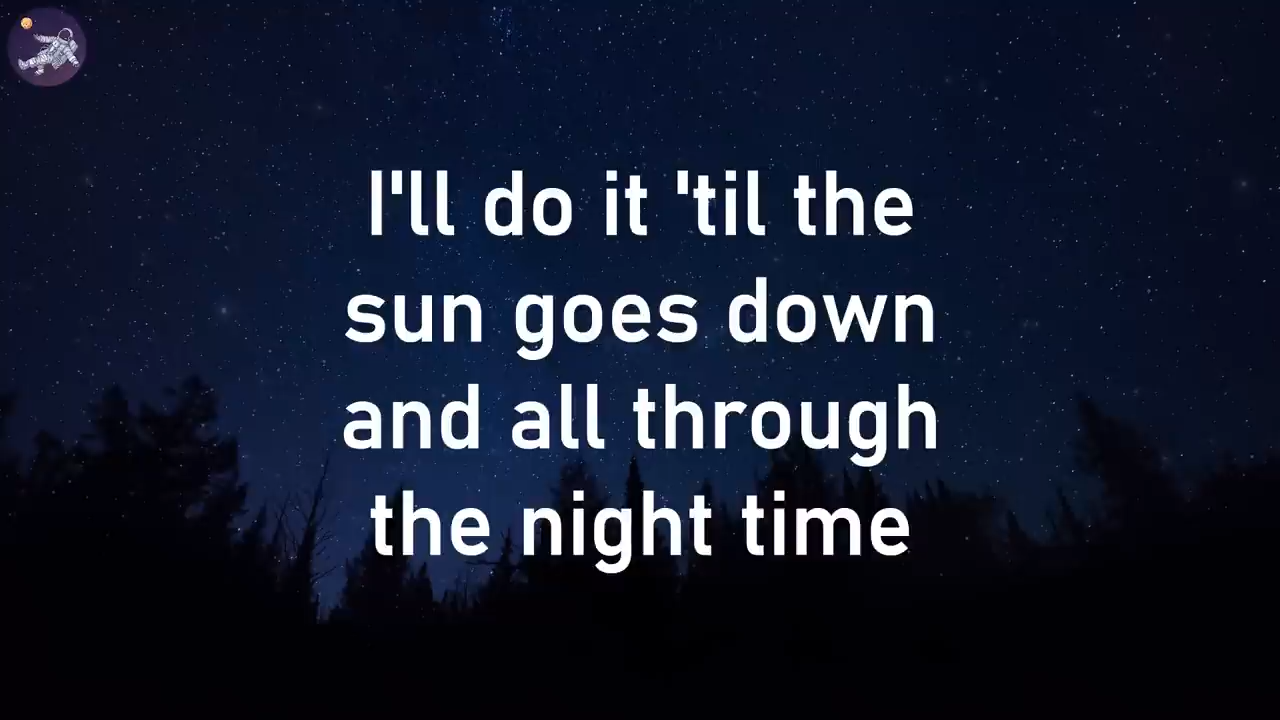 I'll do it 'til the
sun goes down
and all through
the night time